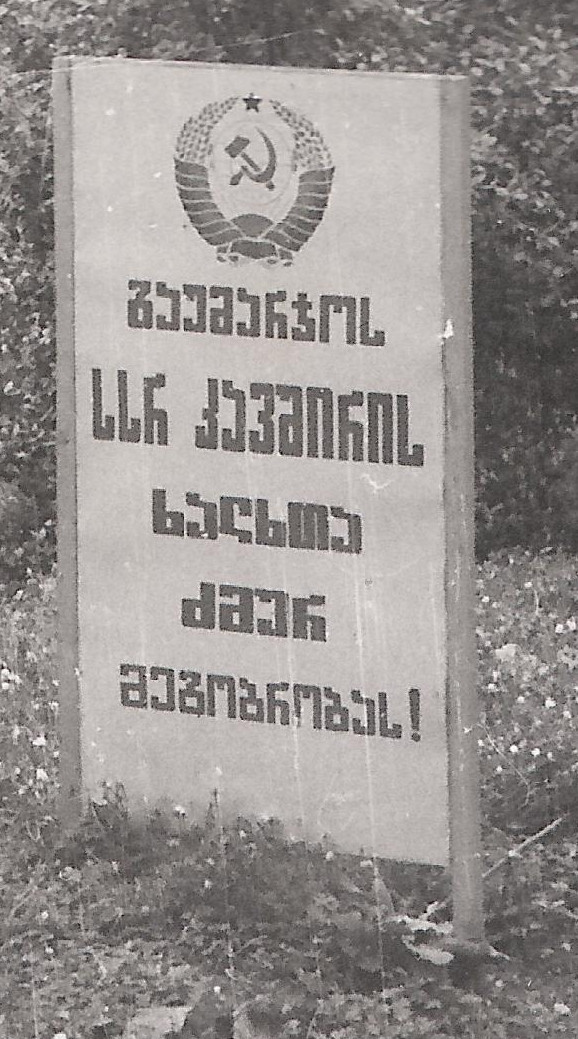 გაუმარჯოს
სსრ კავშირის
ხალხთა
ძმურ
მეგობრობას!